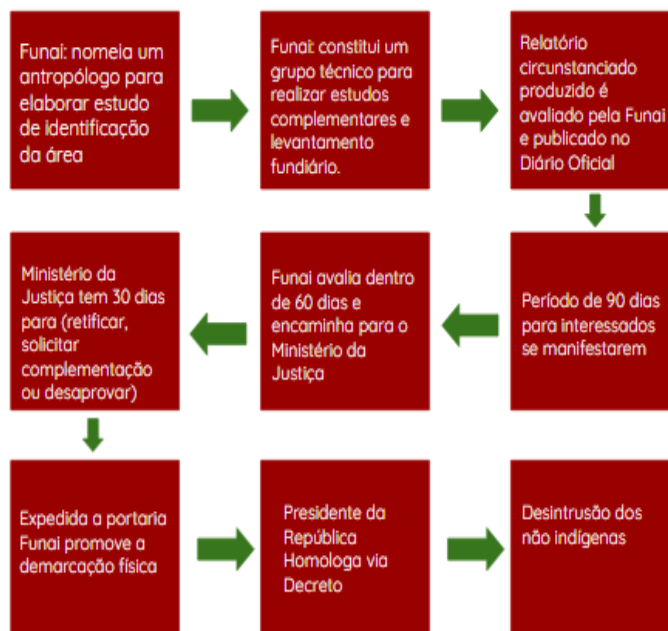 Funai: nomeia um
antropólogo para
elaborar estudo
de identificação
da área
Funai: constitui um
grupo técnico para
realizar estudos
complementares e
levantamento
fundiário.
Relatório
circunstanciado
produzido é
avaliado pela Funai
e publicado no
Diário Oficial
Período de 90 dias
para interessados
se manifestarem
Funai avalia dentro
de 60 dias e
encaminha para o
Ministério da
Justiça
Ministério da
Justiça tem 30 dias
para (retificar,
solicitar
complementação
ou desaprovar)
Expedida a portaria
Funai promove a
demarcação física
Presidente da
República
Homologa via
Decreto
Desintrusão dos
não indígenas